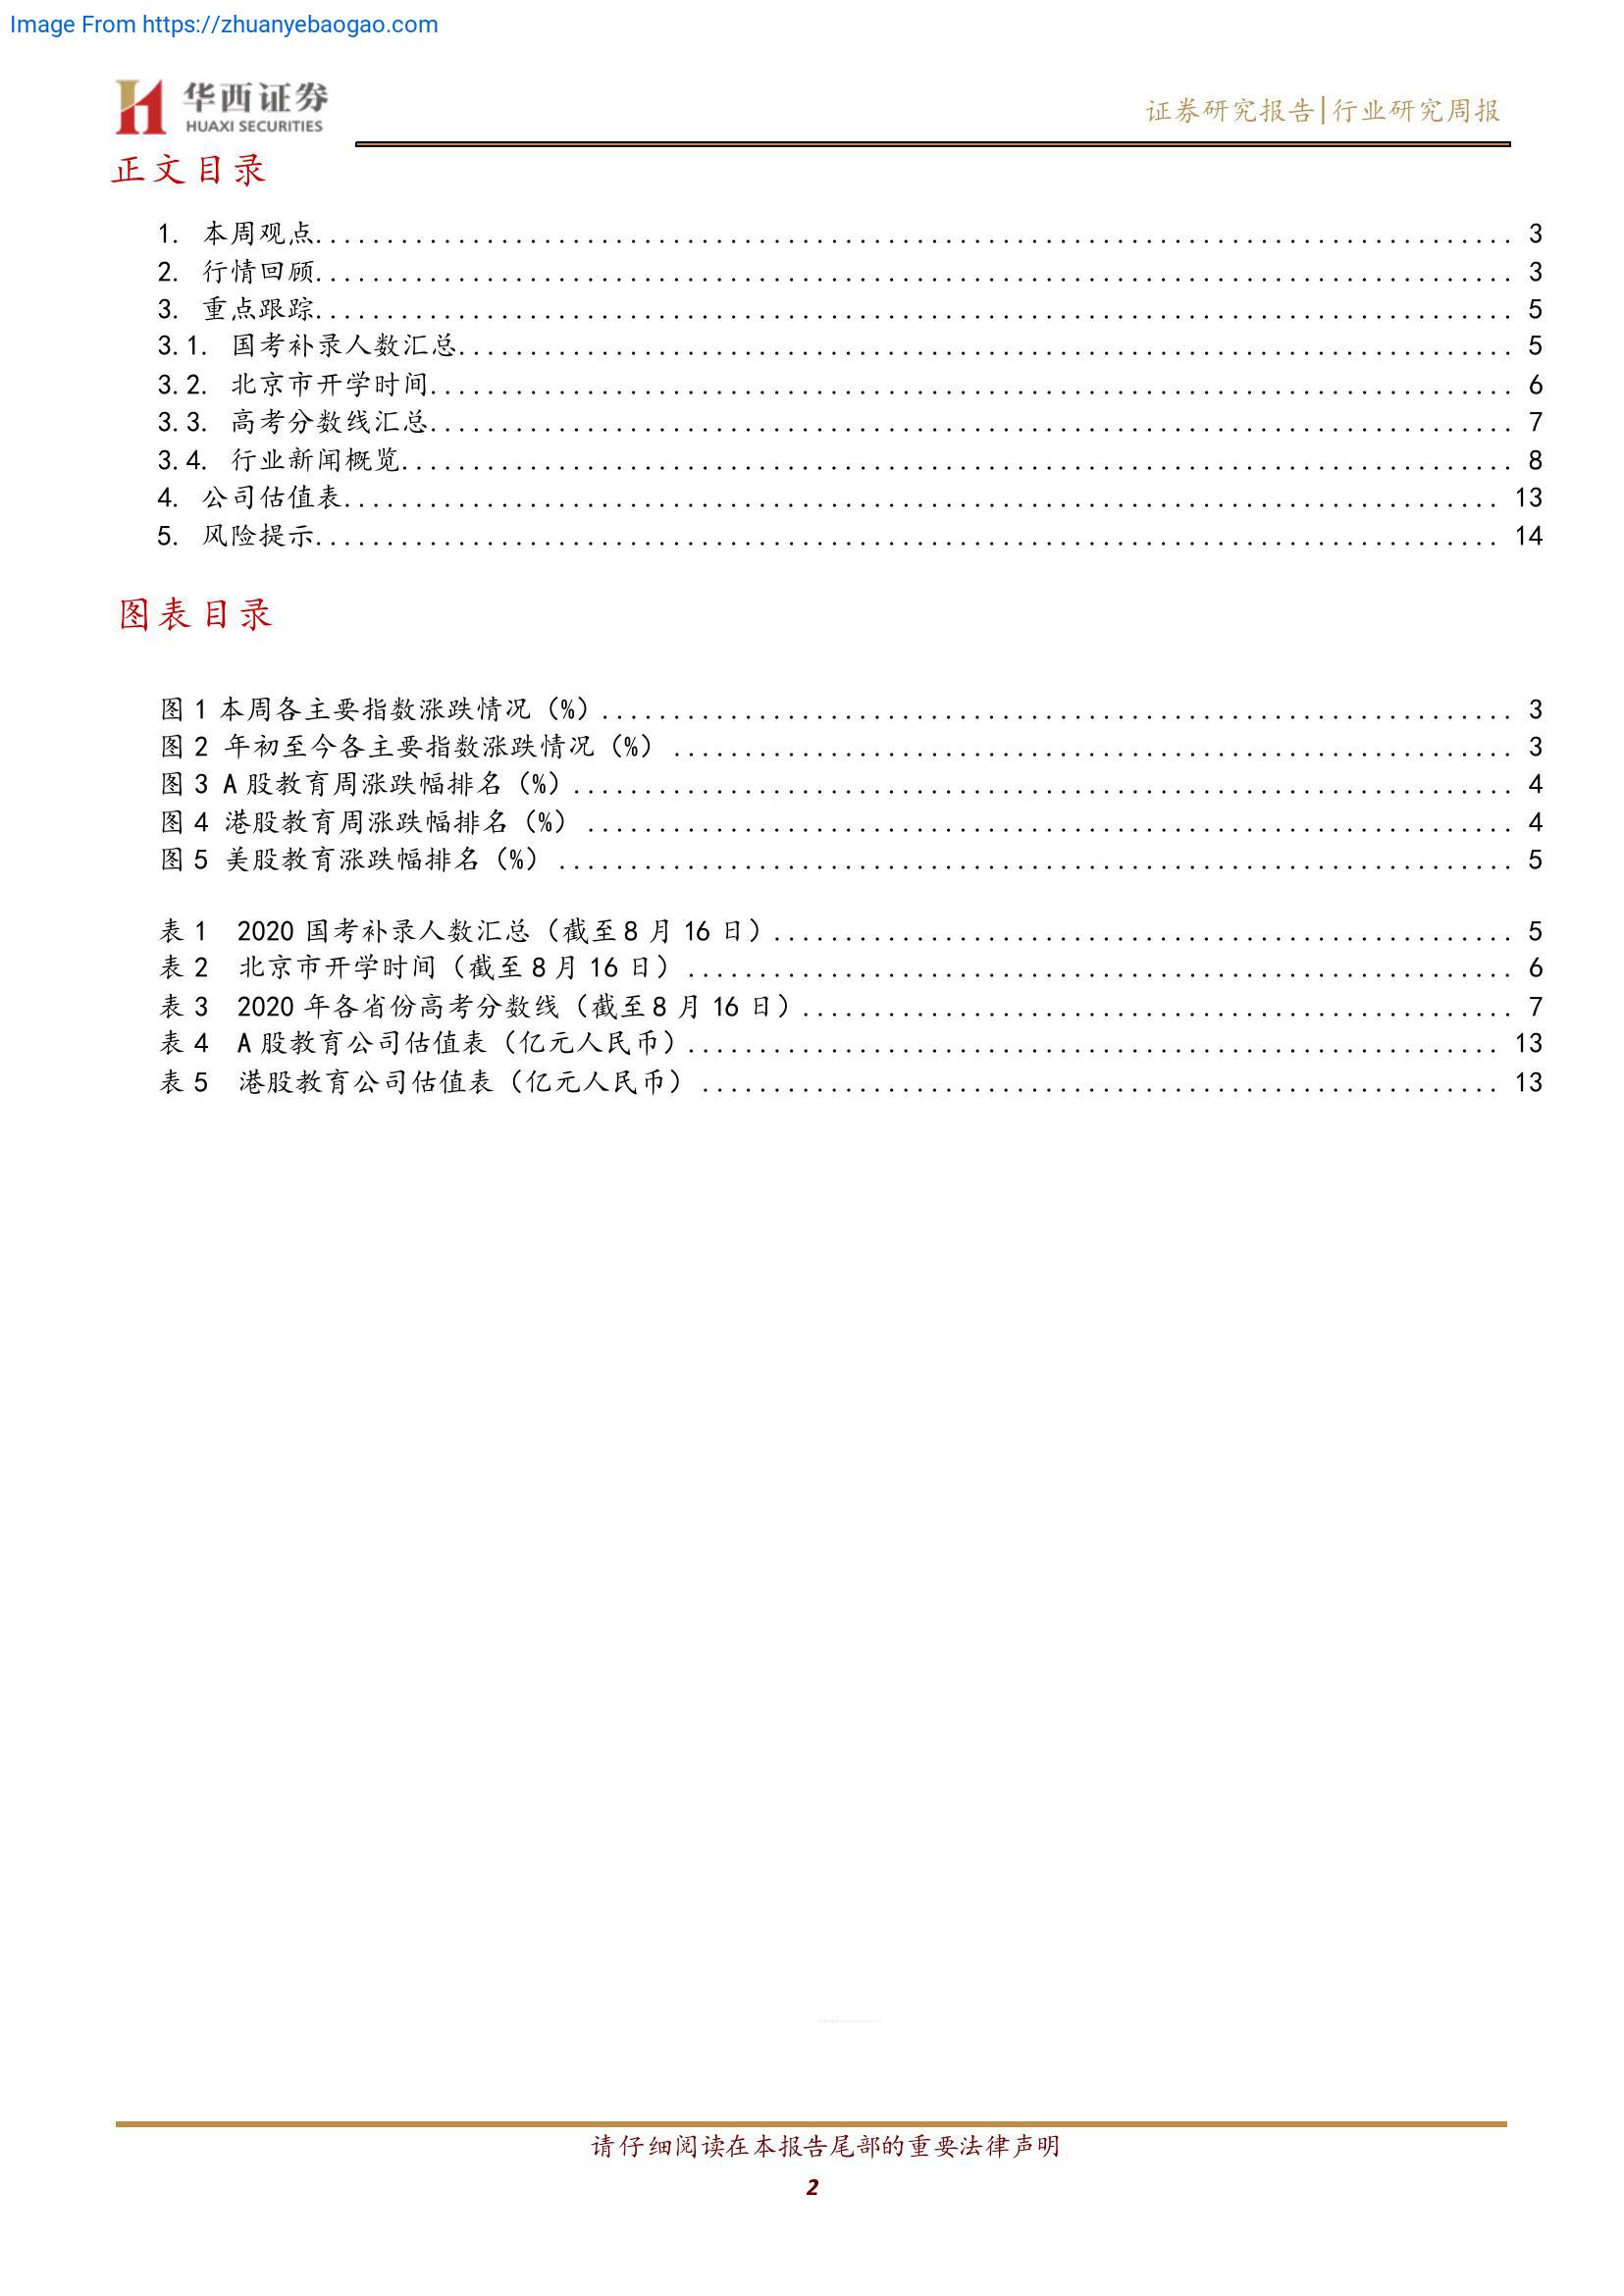 Image From https://zhuanyebaogao.com
华西证券
HUAXI SECURITIES
证券研究报告|行业研究周报
正文目录
1. 本周观点.................................................................................... 3
2. 行情回顾.................................................................................... 3
3. 重点跟踪.................................................................................... 5
3.1. 国考补录人数汇总.......................................................................... 5
3.2. 北京市开学时间............................................................................ 6
3.3. 高考分数线汇总............................................................................ 7
3.4. 行业新闻概览.............................................................................. 8
4. 公司估值表................................................................................. 13
5. 风险提示................................................................................... 14
图表目录
图 1 本周各主要指数涨跌情况（%）................................................................ 3
图 2 年初至今各主要指数涨跌情况（%） ........................................................... 3
图 3 A 股教育周涨跌幅排名（%）.................................................................. 4
图 4 港股教育周涨跌幅排名（%） ................................................................. 4
图 5 美股教育涨跌幅排名（%） ................................................................... 5
表 1 2020 国考补录人数汇总（截至 8 月 16 日）.................................................... 5
表 2 北京市开学时间（截至 8 月 16 日） .......................................................... 6
表 3 2020 年各省份高考分数线（截至 8 月 16 日）.................................................. 7
表 4 A 股教育公司估值表（亿元人民币）......................................................... 13
表 5 港股教育公司估值表（亿元人民币） ........................................................ 13
请仔细阅读在本报告尾部的重要法律声明
2